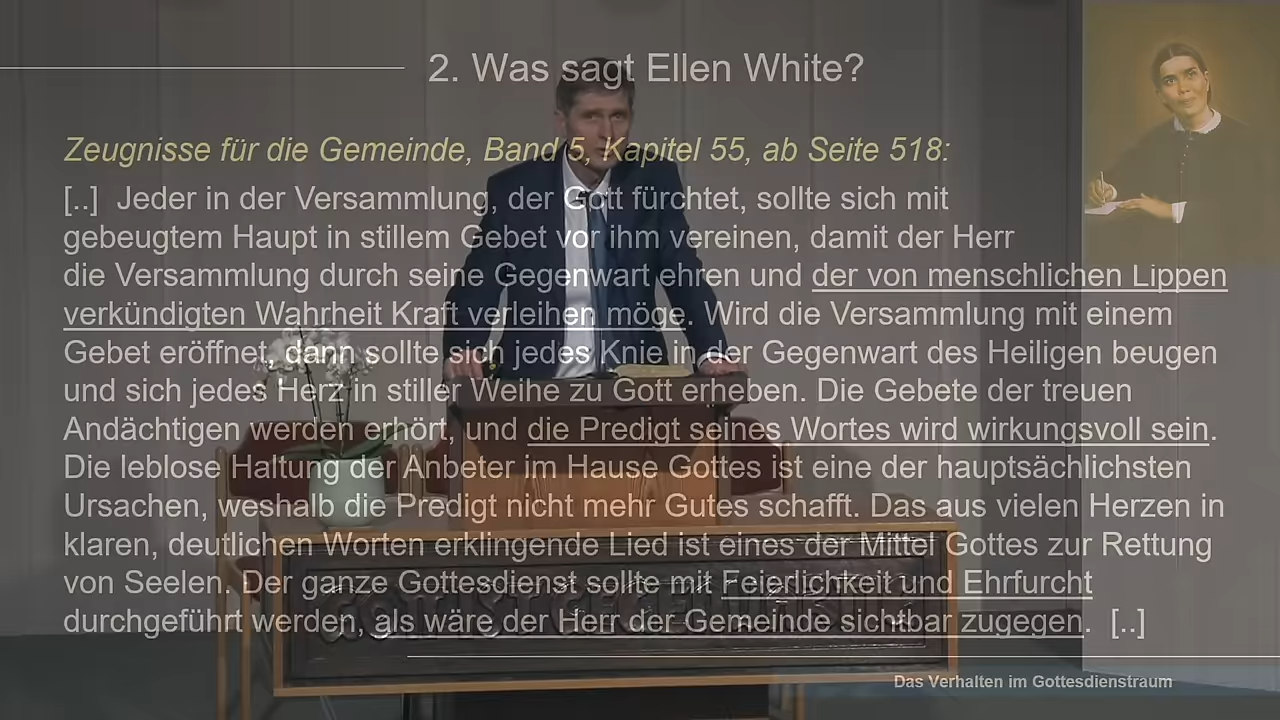 2. Was sagt Ellen White?
Zeugnisse für die Gemeinde, Band 5, Kapitel 55, ab Seite 518:
[..] Jeder in der Versammlung, der Gott fürchtet, sollte sich mit
gebeugtem Haupt in stillem Gebet vor ihm vereinen, damit der Herr
die Versammlung durch seine Gegenwart ehren und der von menschlichen Lippen
verkündigten Wahrheit Kraft verleihen möge. Wird die Versammlung mit einem
Gebet eröffnet, dann sollte sich jedes Knie in der Gegenwart des Heiligen beugen
und sich jedes Herz in stiller Weihe zu Gott erheben. Die Gebete der treuen
Andächtigen werden erhört, und die Predigt seines Wortes wird wirkungsvoll sein.
Die leblose Haltung der Anbeter im Hause Gottes ist eine der hauptsächlichsten
Ursachen, weshalb die Predigt nicht mehr Gutes schafft. Das aus vielen Herzen in
klaren, deutlichen Worten erklingende Lied ist eines der Mittel Gottes zur Rettung
von Seelen. Der ganze Gottesdienst sollte mit Feierlichkeit und Ehrfurcht
durchgeführt werden, als wäre der Herr der Gemeinde sichtbar zugegen. [..]
GOTT IST GEGENWÄRTIG
Das Verhalten im Gottesdienstraum